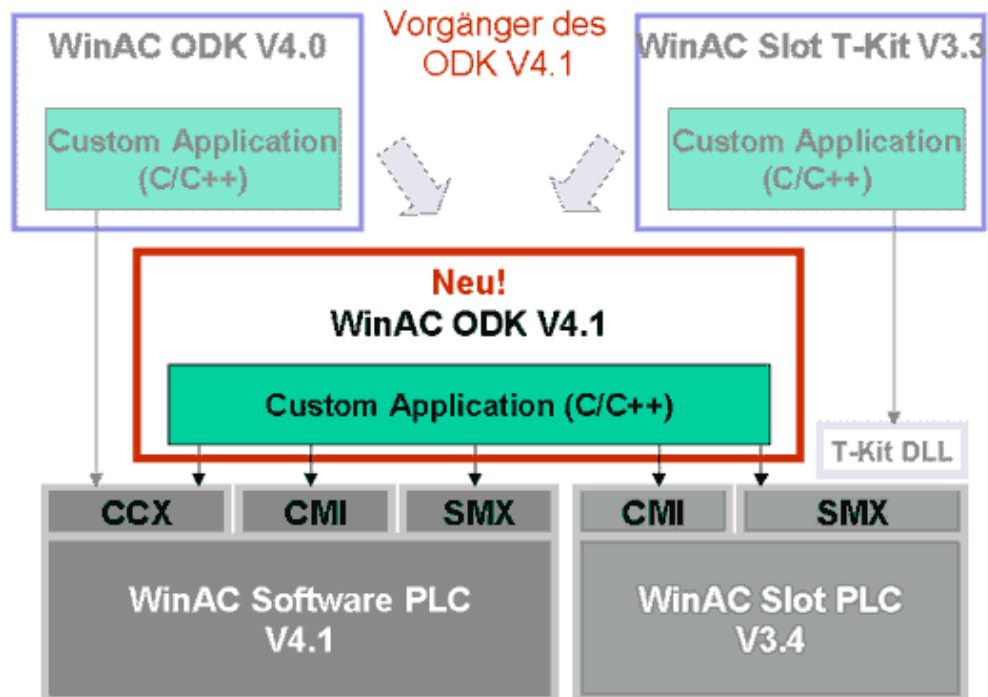 WinAC ODK V4.0
Vorgänger des
ODK V4.1
WinAC Slot T-Kit V3.3
Custom Application
(C/C++)
Custom Application
(C/C++)
Neu!
WinAC ODK V4.1
Custom Application (C/C++)
T-Kit DLL
CCX
CMI
SMX
CMI
SMX
WinAC Software PLC
V4.1
WinAC Slot PLC
V3.4